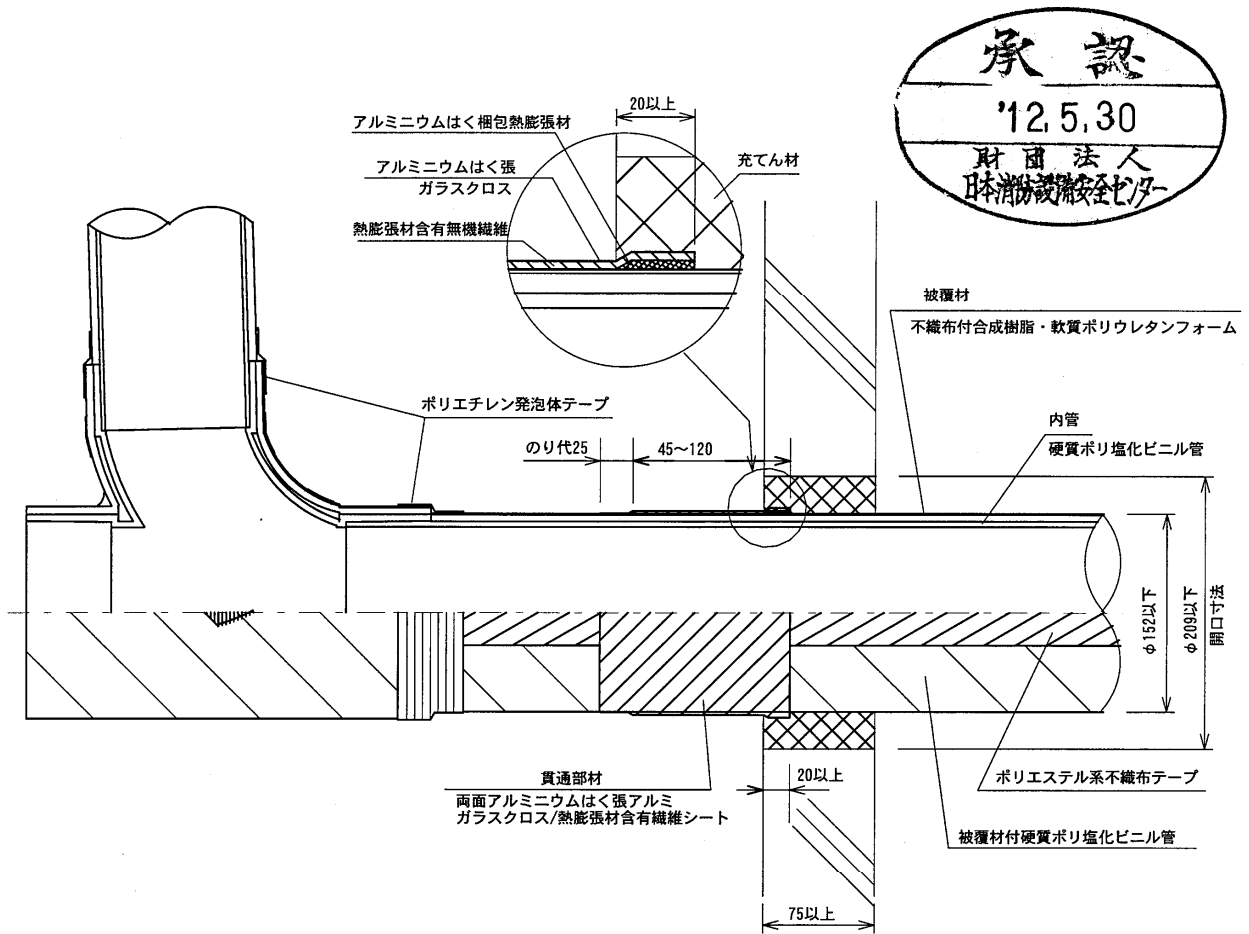 承認
'12.5.30
財団法人
日本消防設備安全センター
20以上
アルミニウムはく梱包熱膨張材
アルミニウムはく張
ガラスクロス
熱膨張材含有無機繊維
充てん材
被覆材
不織布付合成樹脂・軟質ポリウレタンフォーム
ポリエチレン発泡体テープ
のり代25
45～120
内管
硬質ポリ塩化ビニル管
φ152以下
φ209以下
開口寸法
貫通部材
両面アルミニウムはく張アルミ
ガラスクロス/熱膨張材含有繊維シート
20以上
ポリエステル系不織布テープ
被覆材付硬質ポリ塩化ビニル管
75以上